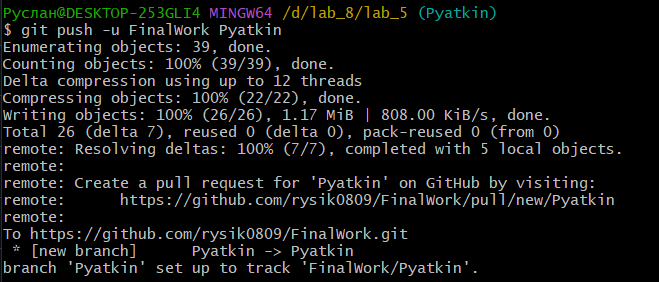 Руслан@DESKTOP-253GLI4 MINGW64 /d/lab_8/lab_5 (Pyatkin)
$ git push -u FinalWork Pyatkin
Enumerating objects: 39, done.
Counting objects: 100% (39/39), done.
Delta compression using up to 12 threads
Compressing objects: 100% (22/22), done.
Writing objects: 100% (26/26), 1.17 MiB | 808.00 KiB/s, done.
Total 26 (delta 7), reused 0 (delta 0), pack-reused 0 (from 0)
remote: Resolving deltas: 100% (7/7), completed with 5 local objects.
remote:
remote: Create a pull request for 'Pyatkin' on GitHub by visiting:
remote:      https://github.com/rysik0809/FinalWork/pull/new/Pyatkin
remote:
To https://github.com/rysik0809/FinalWork.git
 * [new branch]      Pyatkin -> Pyatkin
branch 'Pyatkin' set up to track 'FinalWork/Pyatkin'.